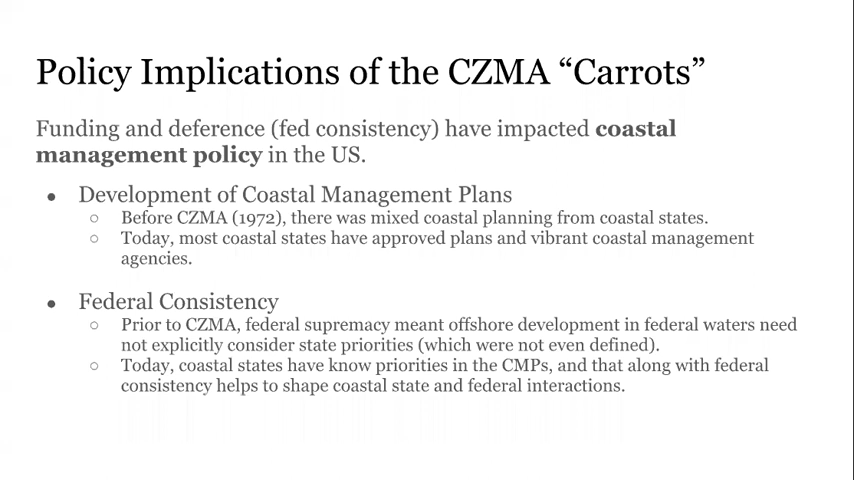 Policy Implications of the CZMA “Carrots”
Funding and deference (fed consistency) have impacted coastal
management policy in the US.
● Development of Coastal Management Plans
○ Before CZMA (1972), there was mixed coastal planning from coastal states.
○ Today, most coastal states have approved plans and vibrant coastal management
agencies.
● Federal Consistency
○ Prior to CZMA, federal supremacy meant offshore development in federal waters need
not explicitly consider state priorities (which were not even defined).
○ Today, coastal states have know priorities in the CMPs, and that along with federal
consistency helps to shape coastal state and federal interactions.